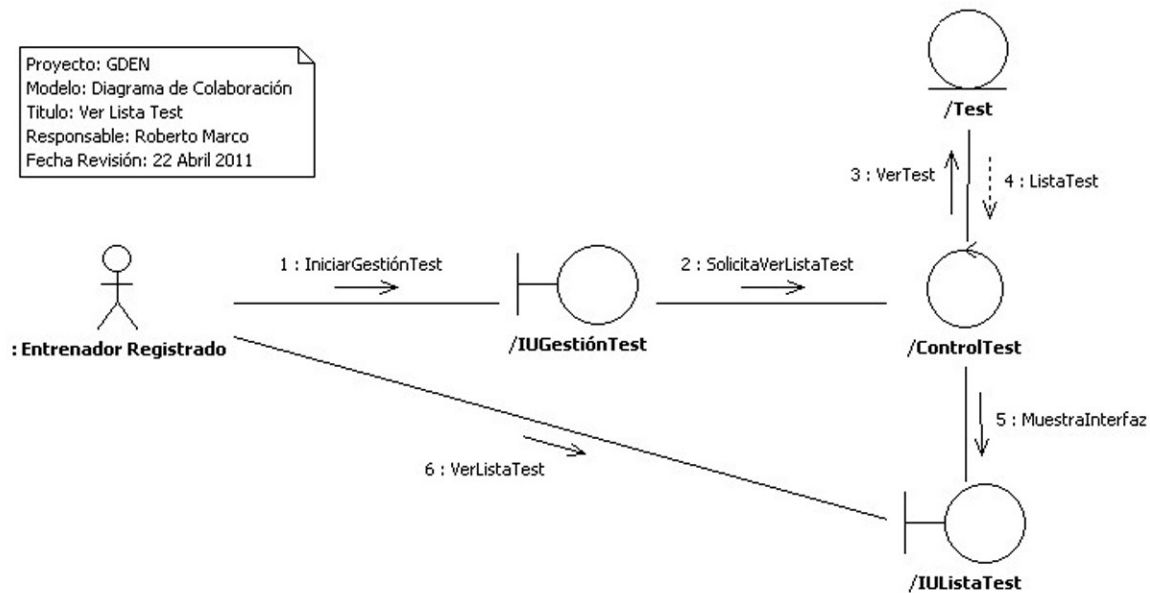 Proyecto: GDEN
Modelo: Diagrama de Colaboración
Titulo: Ver Lista Test
Responsable: Roberto Marco
Fecha Revisión: 22 Abril 2011
/Test
3 : VerTest
4 : ListaTest
1 : IniciarGestiónTest
2 : SolicitaVerListaTest
: Entrenador Registrado
/IUGestiónTest
/ControlTest
5 : MuestraInterfaz
6 : VerListaTest
/IUListaTest